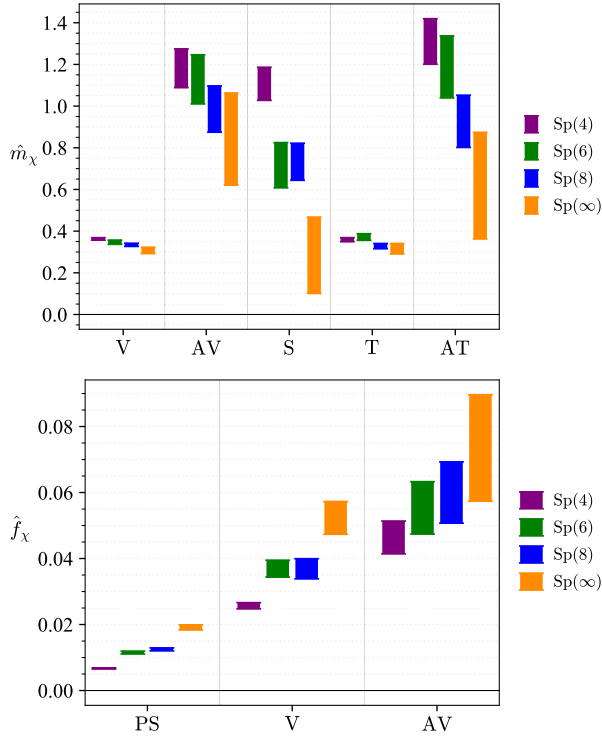 1.4
1.2
1.0
0.8
0.6
0.4
0.2
0.0
m̂χ
V AV S T AT
Sp(4)
Sp(6)
Sp(8)
Sp(∞)
0.08
0.06
0.04
0.02
0.00
f̂χ
PS V AV
Sp(4)
Sp(6)
Sp(8)
Sp(∞)